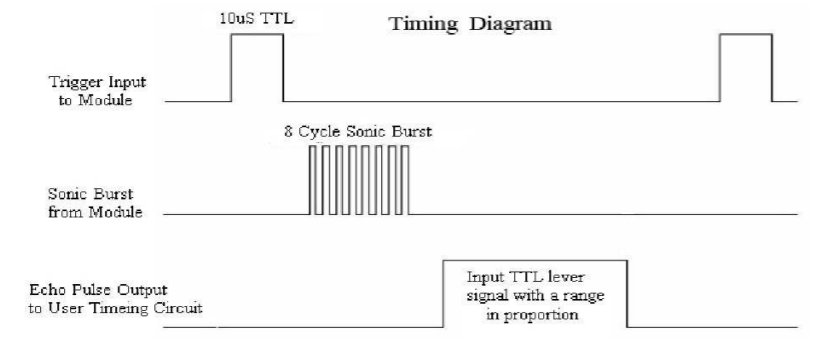 10uS TTL
Timing Diagram
Trigger Input
to Module
8 Cycle Sonic Burst
Sonic Burst
from Module
Echo Pulse Output
to User Timeing Circuit
Input TTL lever
signal with a range
in proportion